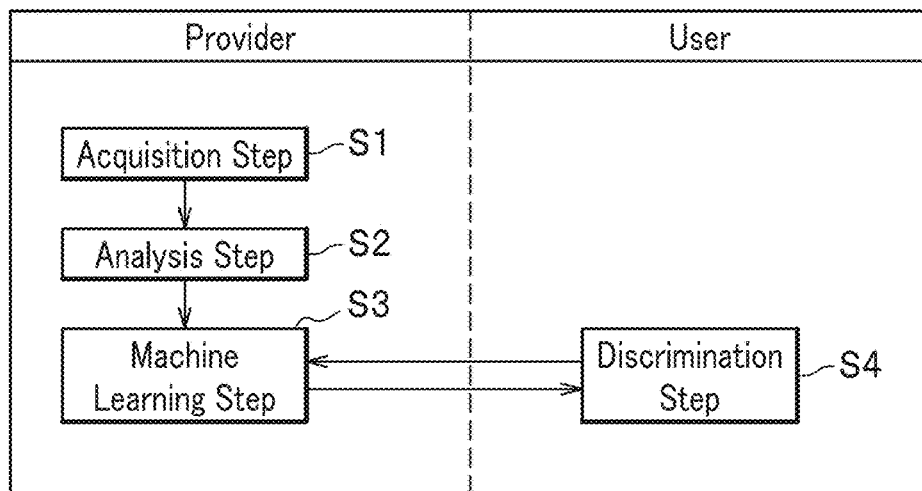 Provider
User
Acquisition Step
S1
Analysis Step
S2
S3
Machine
Learning Step
Discrimination
Step
S4